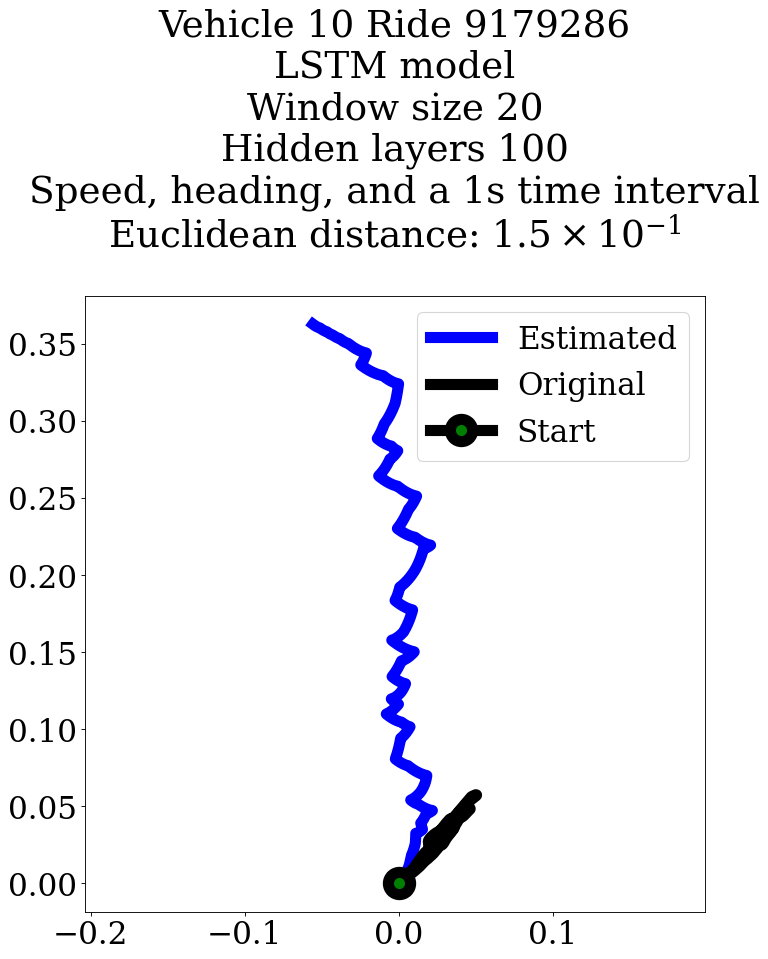 Vehicle 10 Ride 9179286
LSTM model
Window size 20
Hidden layers 100
Speed, heading, and a 1s time interval
Euclidean distance: 1.5 × 10⁻¹
Estimated
Original
Start
0.35
0.30
0.25
0.20
0.15
0.10
0.05
0.00
−0.2 −0.1 0.0 0.1